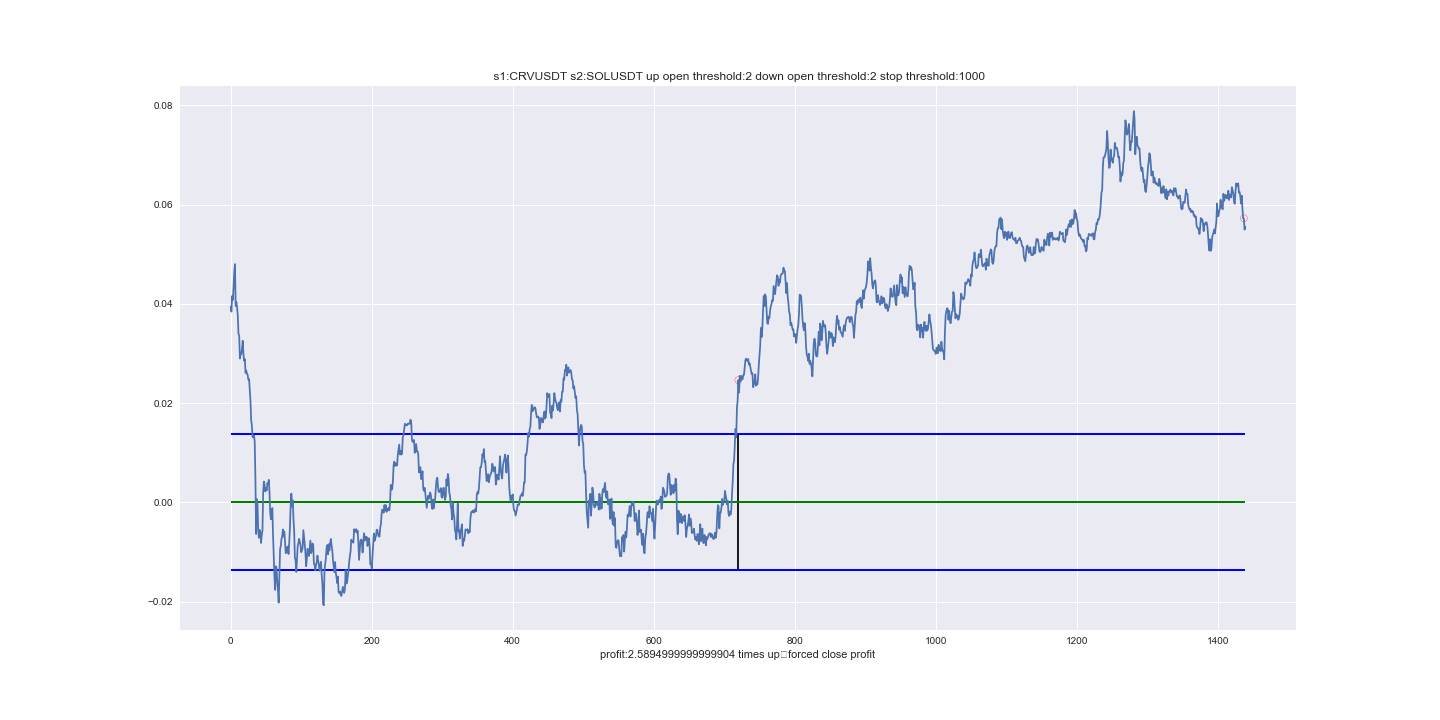 s1:CRVUSDT s2:SOLUSDT up open threshold:2 down open threshold:2 stop threshold:1000
0.08
0.06
0.04
0.02
0.00
−0.02
0 200 400 600 800 1000 1200 1400
profit:2.5894999999999904 times up□forced close profit